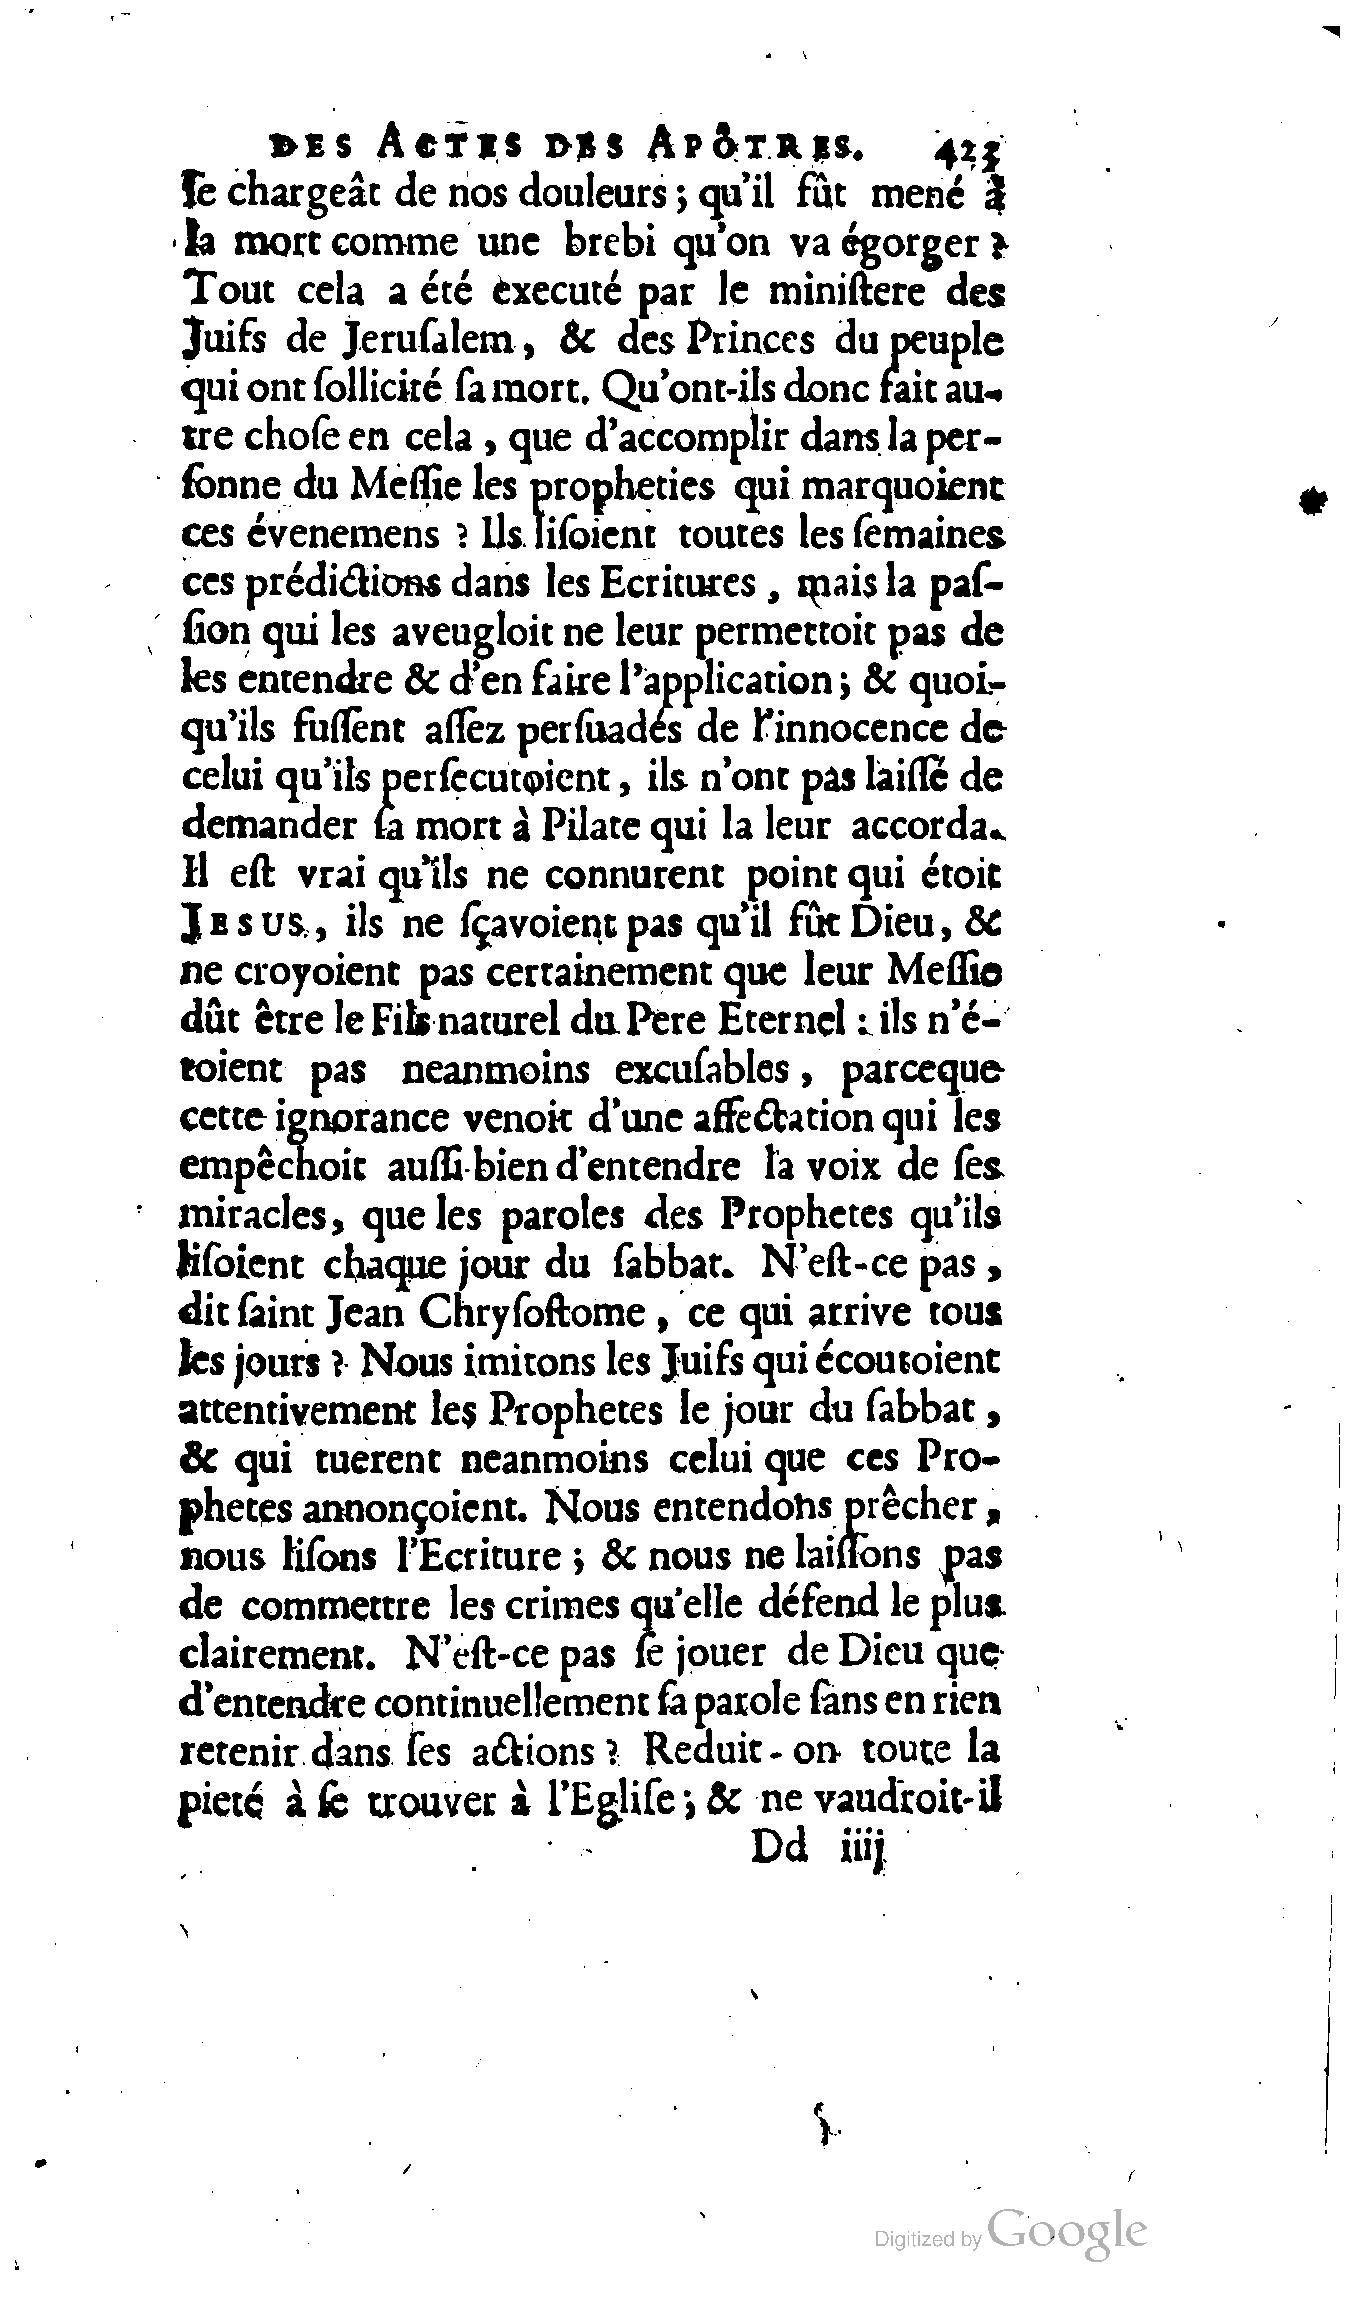 DES ACTES DES APÔTRES. 423
ſe chargeât de nos douleurs ; qu'il fût mené à
la mort comme une brebi qu'on va égorger ?
Tout cela a été executé par le miniſtere des
Juifs de Jeruſalem, & des Princes du peuple
qui ont ſollicité ſa mort. Qu'ont-ils donc fait au-
tre choſe en cela, que d'accomplir dans la per-
ſonne du Meſſie les propheties qui marquoient
ces évenemens ? Ils liſoient toutes les ſemaines
ces prédictions dans les Ecritures, mais la paſ-
ſion qui les aveugloit ne leur permettoit pas de
les entendre & d'en faire l'application ; & quoi-
qu'ils fuſſent aſſez perſuadés de l'innocence de
celui qu'ils perſecutoient, ils n'ont pas laiſſé de
demander ſa mort à Pilate qui la leur accorda.
Il eſt vrai qu'ils ne connurent point qui étoit
JESUS, ils ne ſçavoient pas qu'il fût Dieu, &
ne croyoient pas certainement que leur Meſſie
dût être le Fils naturel du Pere Eternel : ils n'é-
toient pas neanmoins excuſables, parceque
cette ignorance venoit d'une affectation qui les
empêchoit auſſi-bien d'entendre la voix de ſes
miracles, que les paroles des Prophetes qu'ils
liſoient chaque jour du ſabbat. N'eſt-ce pas,
dit ſaint Jean Chryſoſtome, ce qui arrive tous
les jours ? Nous imitons les Juifs qui écoutoient
attentivement les Prophetes le jour du ſabbat,
& qui tuerent neanmoins celui que ces Pro-
phetes annonçoient. Nous entendons prêcher,
nous liſons l'Ecriture ; & nous ne laiſſons pas
de commettre les crimes qu'elle défend le plus
clairement. N'eſt-ce pas ſe jouer de Dieu que
d'entendre continuellement ſa parole ſans en rien
retenir dans ſes actions ? Reduit-on toute la
pieté à ſe trouver à l'Egliſe ; & ne vaudroit-il
Dd iiij
Digitized by Google